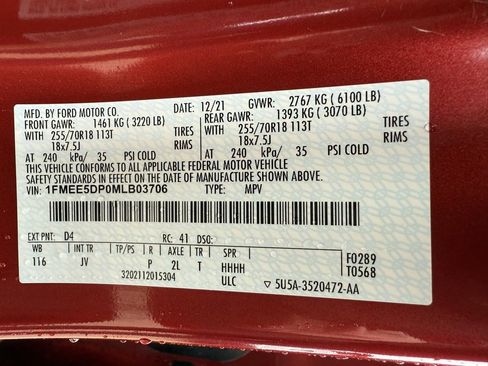 MFD. BY FORD MOTOR CO. 12/21 GVWR: 2767 KG ( 6100 LB)
FRONT GAWR: 1461 KG ( 3220 LB) REAR GAWR: 1393 KG ( 3070 LB)
WITH 255/70R18 113T TIRES WITH 255/70R18 113T TIRES
18x7.5J RIMS 18x7.5J RIMS
AT 240 kPa/ 35 PSI COLD AT 240 kPa/ 35 PSI COLD
THIS VEHICLE CONFORMS TO ALL APPLICABLE FEDERAL MOTOR VEHICLE
SAFETY STANDARDS IN EFFECT ON THE DATE OF MANUFACTURE SHOWN ABOVE.
VIN: 1FMEE5DP0MLB03706 TYPE: MPV
EXT PNT: D4 RC: 41 DSO:
WB INT TR TP/PS R AXLE TR SPR F0289
116 JV P 2L T HHHH T0568
3202112015304 ULC 5U5A-3520472-AA